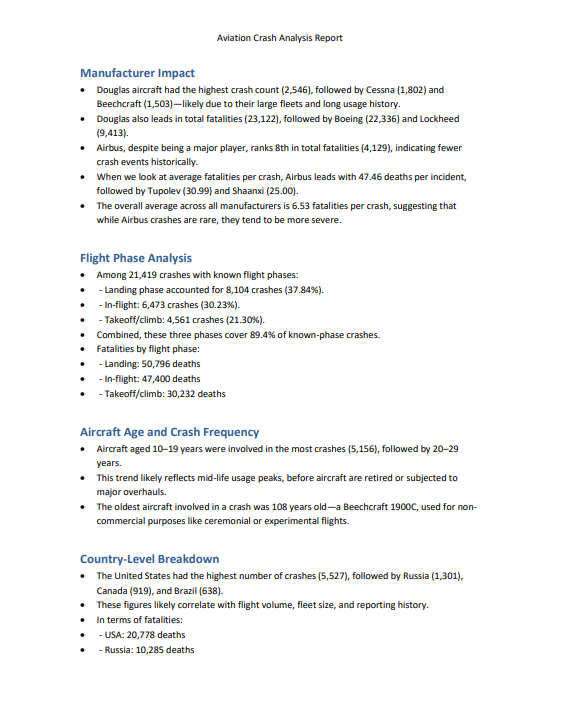 Aviation Crash Analysis Report
Manufacturer Impact
• Douglas aircraft had the highest crash count (2,546), followed by Cessna (1,802) and
Beechcraft (1,503)—likely due to their large fleets and long usage history.
• Douglas also leads in total fatalities (23,122), followed by Boeing (22,336) and Lockheed
(9,413).
• Airbus, despite being a major player, ranks 8th in total fatalities (4,129), indicating fewer
crash events historically.
• When we look at average fatalities per crash, Airbus leads with 47.46 deaths per incident,
followed by Tupolev (30.99) and Shaanxi (25.00).
• The overall average across all manufacturers is 6.53 fatalities per crash, suggesting that
while Airbus crashes are rare, they tend to be more severe.
Flight Phase Analysis
• Among 21,419 crashes with known flight phases:
• - Landing phase accounted for 8,104 crashes (37.84%).
• - In-flight: 6,473 crashes (30.23%).
• - Takeoff/climb: 4,561 crashes (21.30%).
• Combined, these three phases cover 89.4% of known-phase crashes.
• Fatalities by flight phase:
• - Landing: 50,796 deaths
• - In-flight: 47,400 deaths
• - Takeoff/climb: 30,232 deaths
Aircraft Age and Crash Frequency
• Aircraft aged 10–19 years were involved in the most crashes (5,156), followed by 20–29
years.
• This trend likely reflects mid-life usage peaks, before aircraft are retired or subjected to
major overhauls.
• The oldest aircraft involved in a crash was 108 years old—a Beechcraft 1900C, used for non-
commercial purposes like ceremonial or experimental flights.
Country-Level Breakdown
• The United States had the highest number of crashes (5,527), followed by Russia (1,301),
Canada (919), and Brazil (638).
• These figures likely correlate with flight volume, fleet size, and reporting history.
• In terms of fatalities:
• - USA: 20,778 deaths
• - Russia: 10,285 deaths